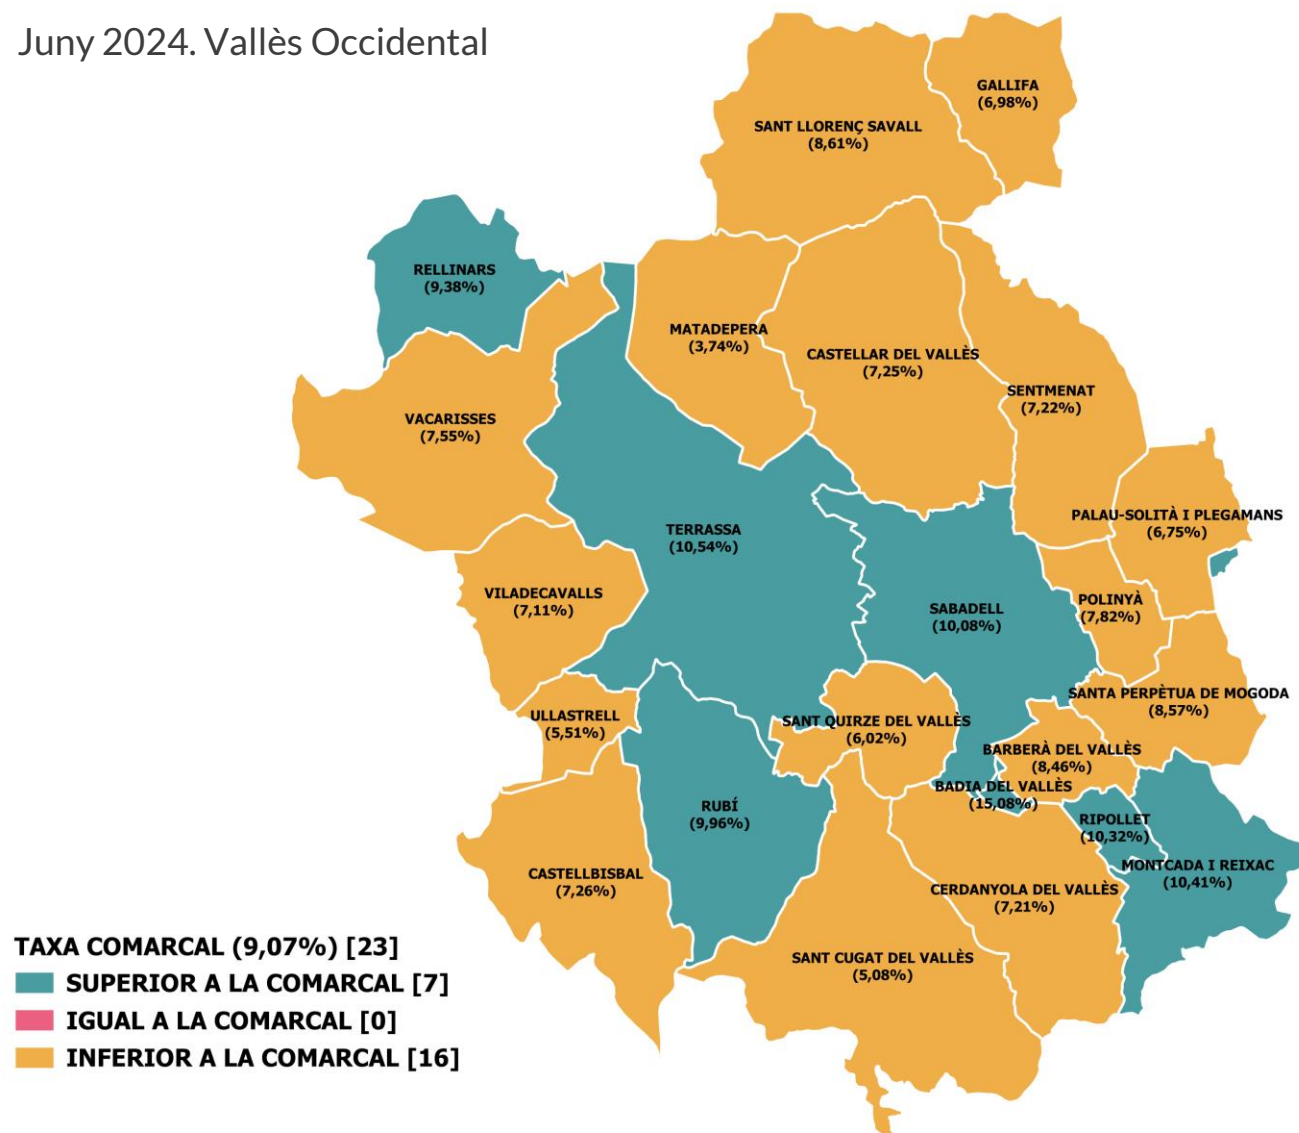 Juny 2024. Vallès Occidental
GALLIFA
(6,98%)
SANT LLORENÇ SAVALL
(8,61%)
RELLINARS
(9,38%)
MATADEPERA
(3,74%)
CASTELLAR DEL VALLÈS
(7,25%)
SENTMENAT
(7,22%)
VACARISSES
(7,55%)
PALAU-SOLITÀ I PLEGAMANS
(6,75%)
TERRASSA
(10,54%)
VILADECAVALLS
(7,11%)
SABADELL
(10,08%)
POLINYÀ
(7,82%)
SANTA PERPÈTUA DE MOGODA
(8,57%)
ULLASTRELL
(5,51%)
SANT QUIRZE DEL VALLÈS
(6,02%)
BARBERÀ DEL VALLÈS
(8,46%)
BADIA DEL VALLÈS
(15,08%)
RUBÍ
(9,96%)
RIPOLLET
(10,32%)
MONTCADA I REIXAC
(10,41%)
CASTELLBISBAL
(7,26%)
CERDANYOLA DEL VALLÈS
(7,21%)
SANT CUGAT DEL VALLÈS
(5,08%)
TAXA COMARCAL (9,07%) [23]
SUPERIOR A LA COMARCAL [7]
IGUAL A LA COMARCAL [0]
INFERIOR A LA COMARCAL [16]